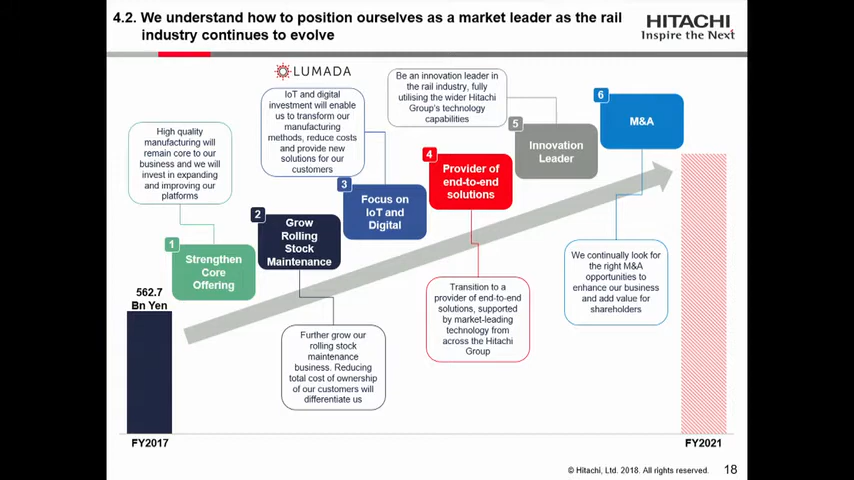 4.2. We understand how to position ourselves as a market leader as the rail
industry continues to evolve
HITACHI
Inspire the Next
LUMADA
High quality
manufacturing will
remain core to our
business and we will
invest in expanding
and improving our
platforms
IoT and digital
investment will enable
us to transform our
manufacturing
methods, reduce costs
and provide new
solutions for our
customers
Be an innovation leader in
the rail industry, fully
utilising the wider Hitachi
Group's technology
capabilities
1
Strengthen
Core
Offering
2
Grow
Rolling
Stock
Maintenance
3
Focus on
IoT and
Digital
4
Provider of
end-to-end
solutions
5
Innovation
Leader
6
M&A
Further grow our
rolling stock
maintenance
business. Reducing
total cost of ownership
of our customers will
differentiate us
Transition to a
provider of end-to-end
solutions, supported
by market-leading
technology from
across the Hitachi
Group
We continually look for
the right M&A
opportunities to
enhance our business
and add value for
shareholders
562.7
Bn Yen
FY2017
FY2021
© Hitachi, Ltd. 2018. All rights reserved.
18